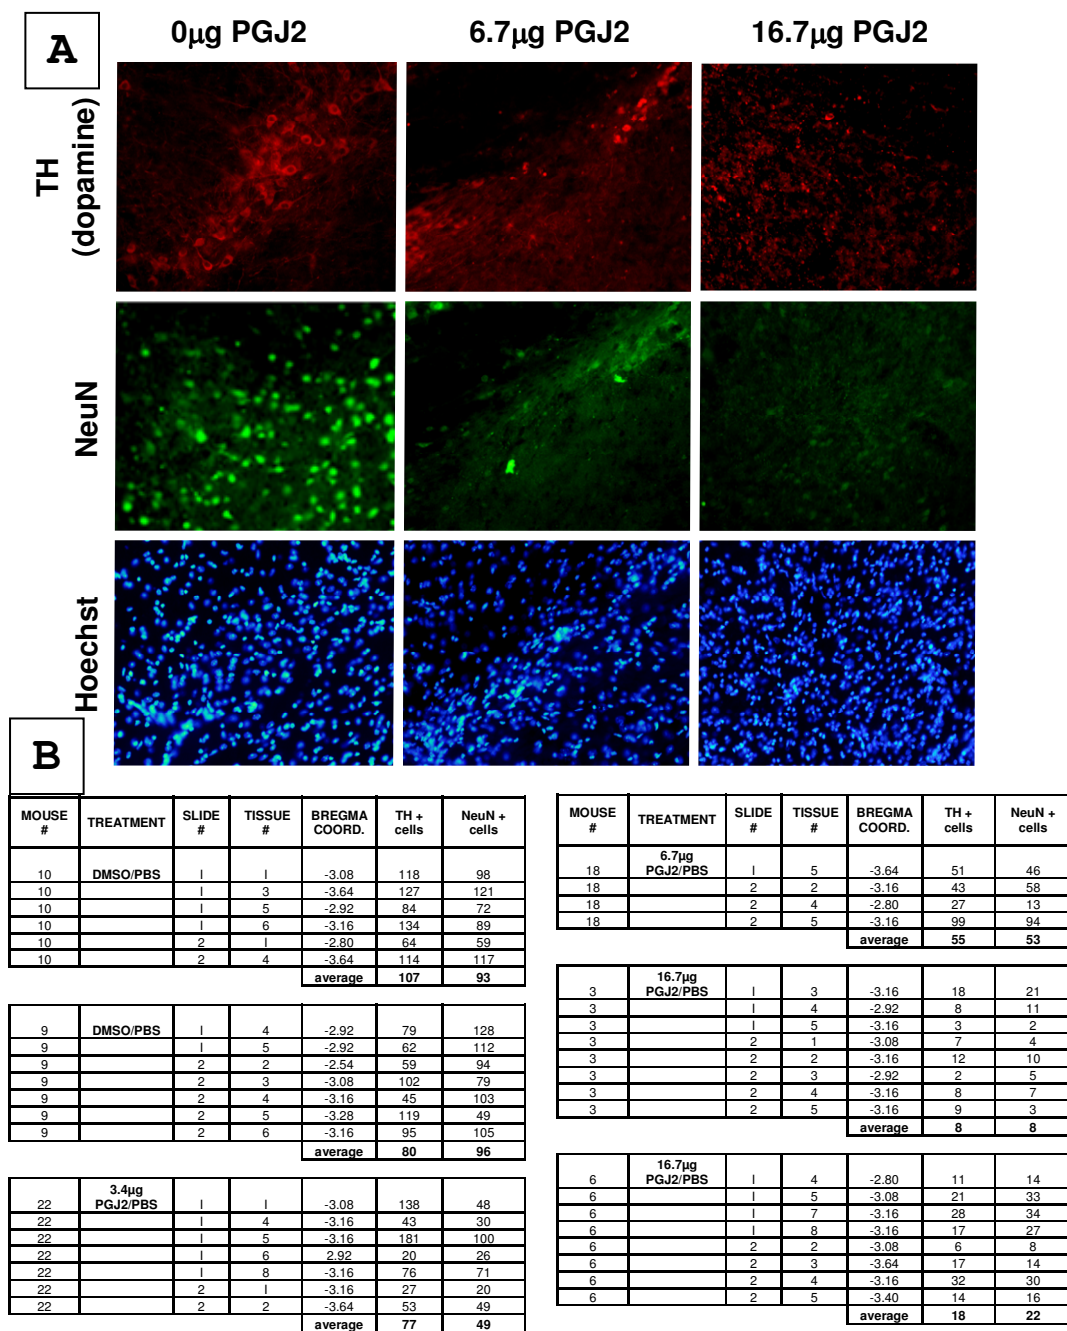 A
0µg PGJ2 6.7µg PGJ2 16.7µg PGJ2
TH
(dopamine)
NeuN
Hoechst
B
MOUSE # TREATMENT SLIDE # TISSUE # BREGMA COORD. TH + cells NeuN + cells
10 DMSO/PBS I I -3.08 118 98
10 I 3 -3.64 127 121
10 I 5 -2.92 84 72
10 I 6 -3.16 134 89
10 2 I -2.80 64 59
10 2 4 -3.64 114 117
average 107 93
9 DMSO/PBS I 4 -2.92 79 128
9 I 5 -2.92 62 112
9 2 2 -2.54 59 94
9 2 3 -3.08 102 79
9 2 4 -3.16 45 103
9 2 5 -3.28 119 49
9 2 6 -3.16 95 105
average 80 96
22 3.4µg PGJ2/PBS I I -3.08 138 48
22 I 4 -3.16 43 30
22 I 5 -3.16 181 100
22 I 6 2.92 20 26
22 I 8 -3.16 76 71
22 2 I -3.16 27 20
22 2 2 -3.64 53 49
average 77 49
MOUSE # TREATMENT SLIDE # TISSUE # BREGMA COORD. TH + cells NeuN + cells
18 6.7µg PGJ2/PBS I 5 -3.64 51 46
18 2 2 -3.16 43 58
18 2 4 -2.80 27 13
18 2 5 -3.16 99 94
average 55 53
3 16.7µg PGJ2/PBS I 3 -3.16 18 21
3 I 4 -2.92 8 11
3 I 5 -3.16 3 2
3 2 1 -3.08 7 4
3 2 2 -3.16 12 10
3 2 3 -2.92 2 5
3 2 4 -3.16 8 7
3 2 5 -3.16 9 3
average 8 8
6 16.7µg PGJ2/PBS I 4 -2.80 11 14
6 I 5 -3.08 21 33
6 I 7 -3.16 28 34
6 I 8 -3.16 17 27
6 2 2 -3.08 6 8
6 2 3 -3.64 17 14
6 2 4 -3.16 32 30
6 2 5 -3.40 14 16
average 18 22